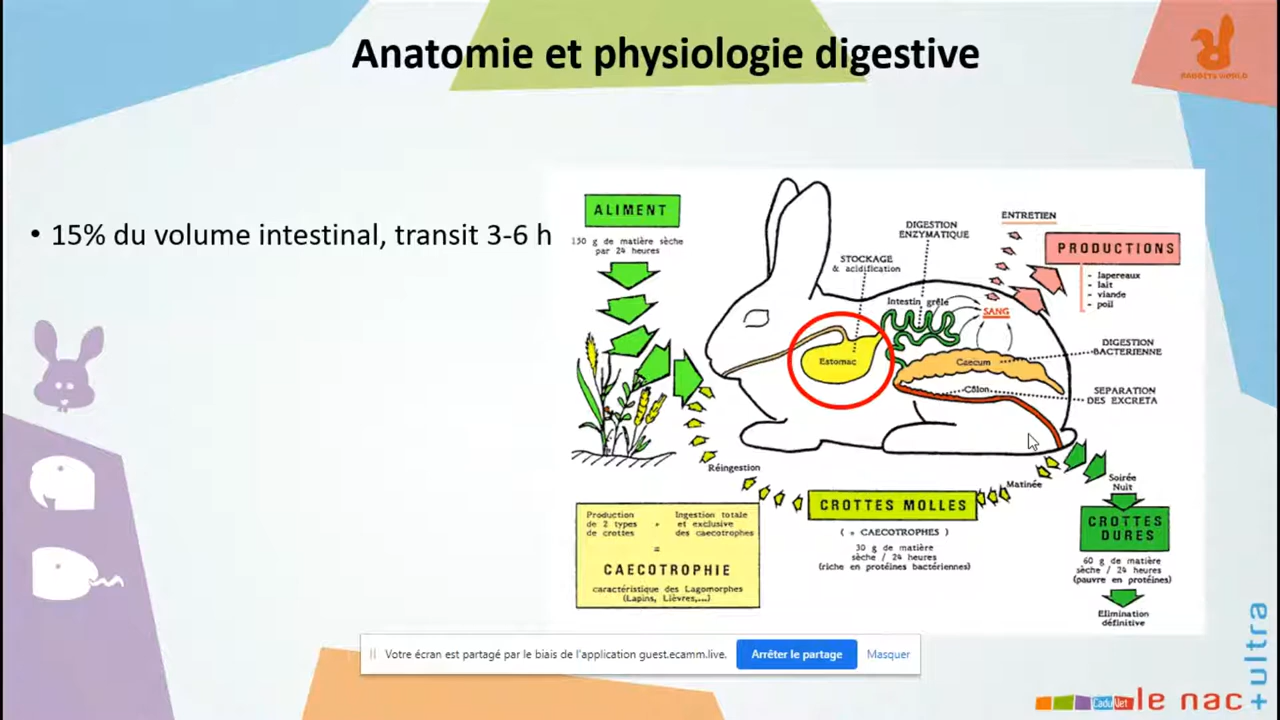 Anatomie et physiologie digestive
RABBITS WORLD
• 15% du volume intestinal, transit 3-6 h
ALIMENT
150 g de matière sèche
par 24 heures
STOCKAGE
& acidification
DIGESTION
ENZYMATIQUE
ENTRETIEN
PRODUCTIONS
- lapereaux
- lait
- viande
- poil
Intestin grêle
SANG
Estomac
Caecum
Côlon
DIGESTION
BACTERIENNE
SEPARATION
DES EXCRETA
Réingestion
Matinée
Soirée
Nuit
CROTTES MOLLES
( = CAECOTROPHES )
30 g de matière
sèche / 24 heures
(riche en protéines bactériennes)
CROTTES
DURES
60 g de matière
sèche / 24 heures
(pauvre en protéines)
Elimination
définitive
Production
de 2 types
de crottes
+
Ingestion totale
et exclusive
des caecotrophes
=
CAECOTROPHIE
caractéristique des Lagomorphes
(Lapins, Lièvres,...)
Votre écran est partagé par le biais de l'application guest.ecamm.live.
Arrêter le partage
Masquer
CaduVet
le nac
+ultra